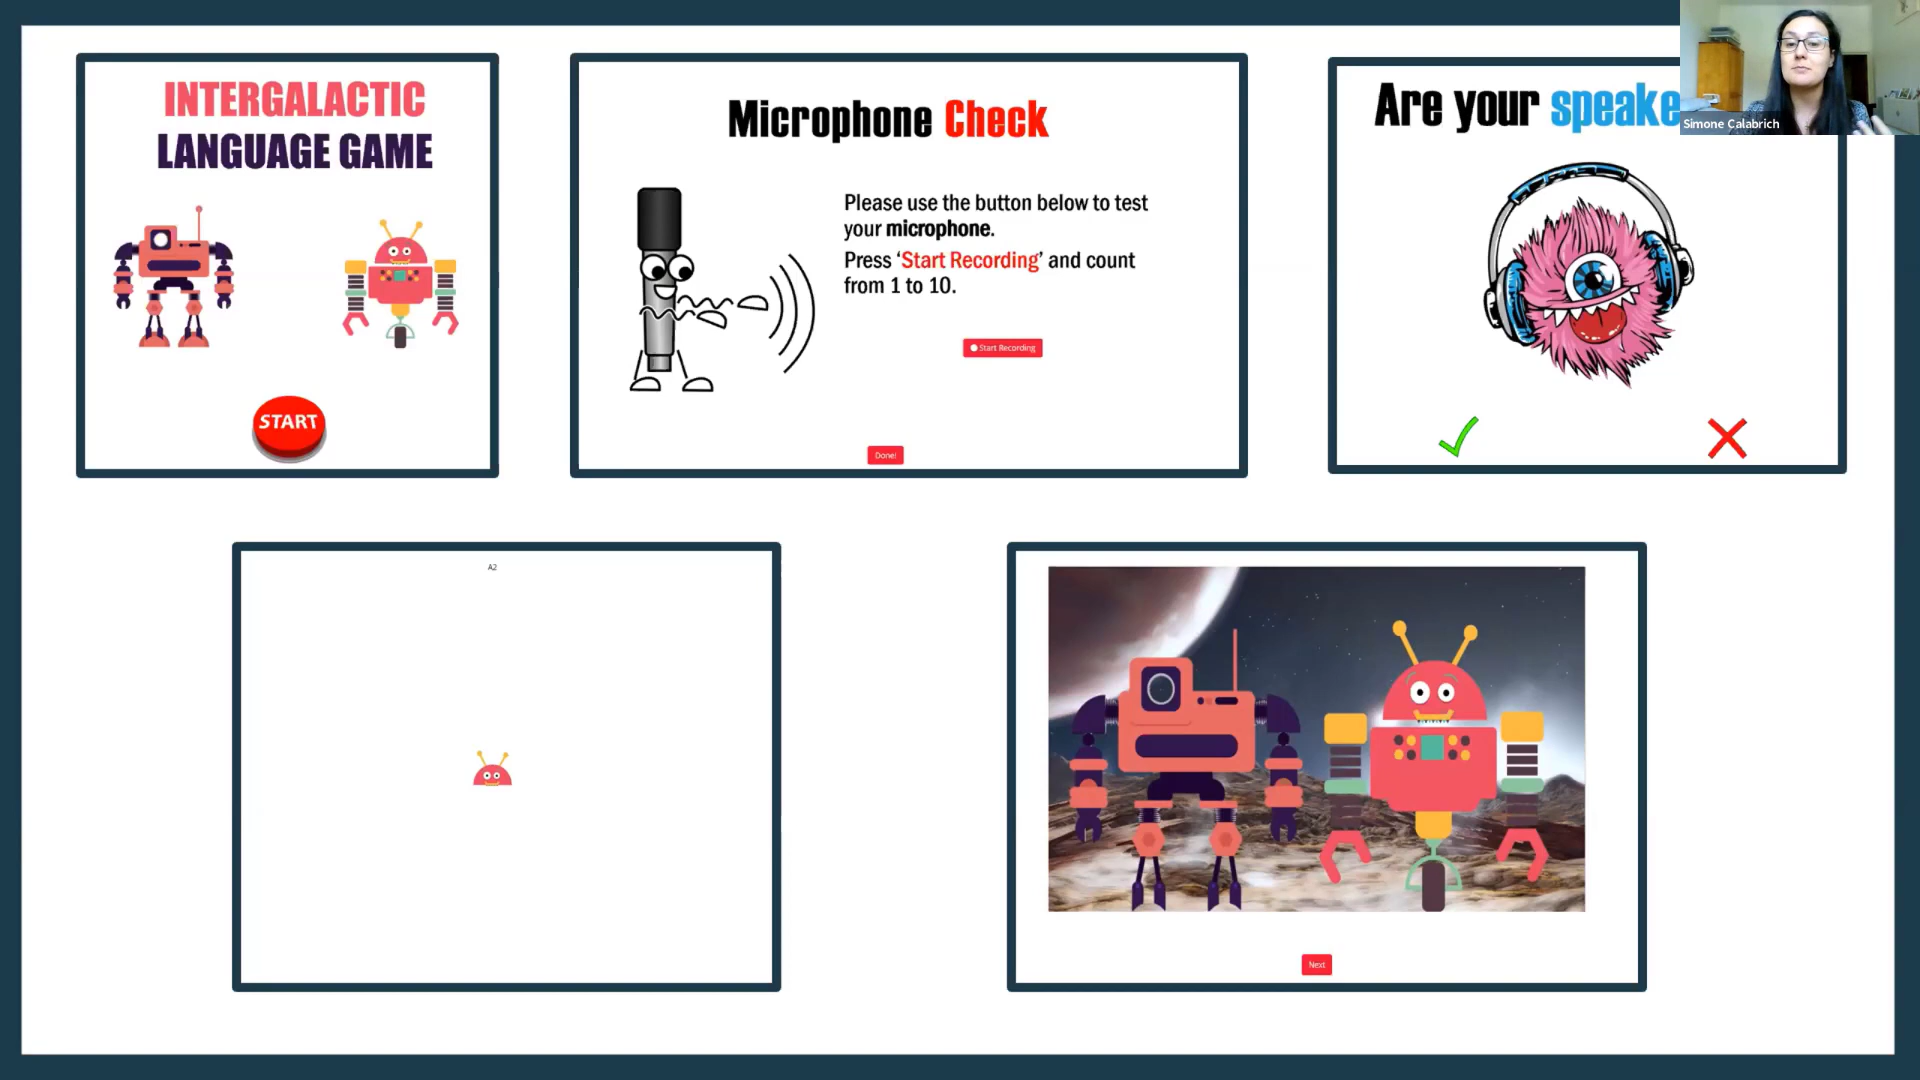 INTERGALACTIC
LANGUAGE GAME
START
Microphone Check
Please use the button below to test
your microphone.
Press ‘Start Recording’ and count
from 1 to 10.
Start Recording
Done!
Are your speake
Simone Calabrich
A2
Next